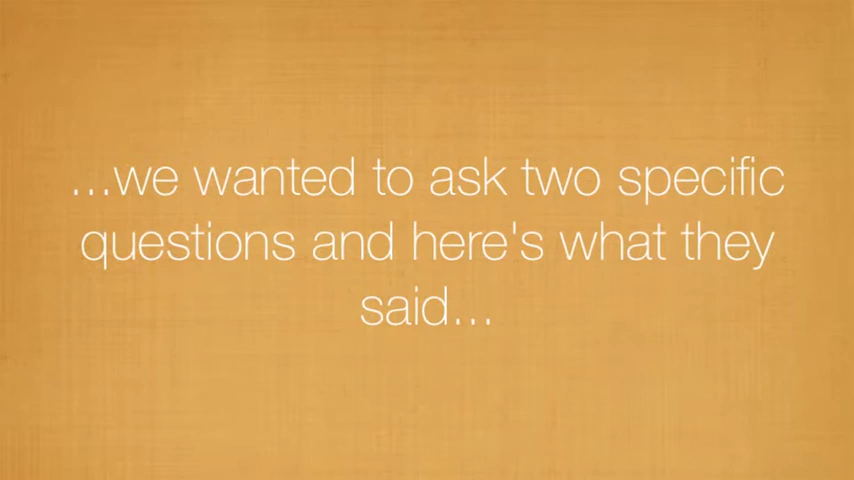 ...we wanted to ask two specific
questions and here's what they
said...